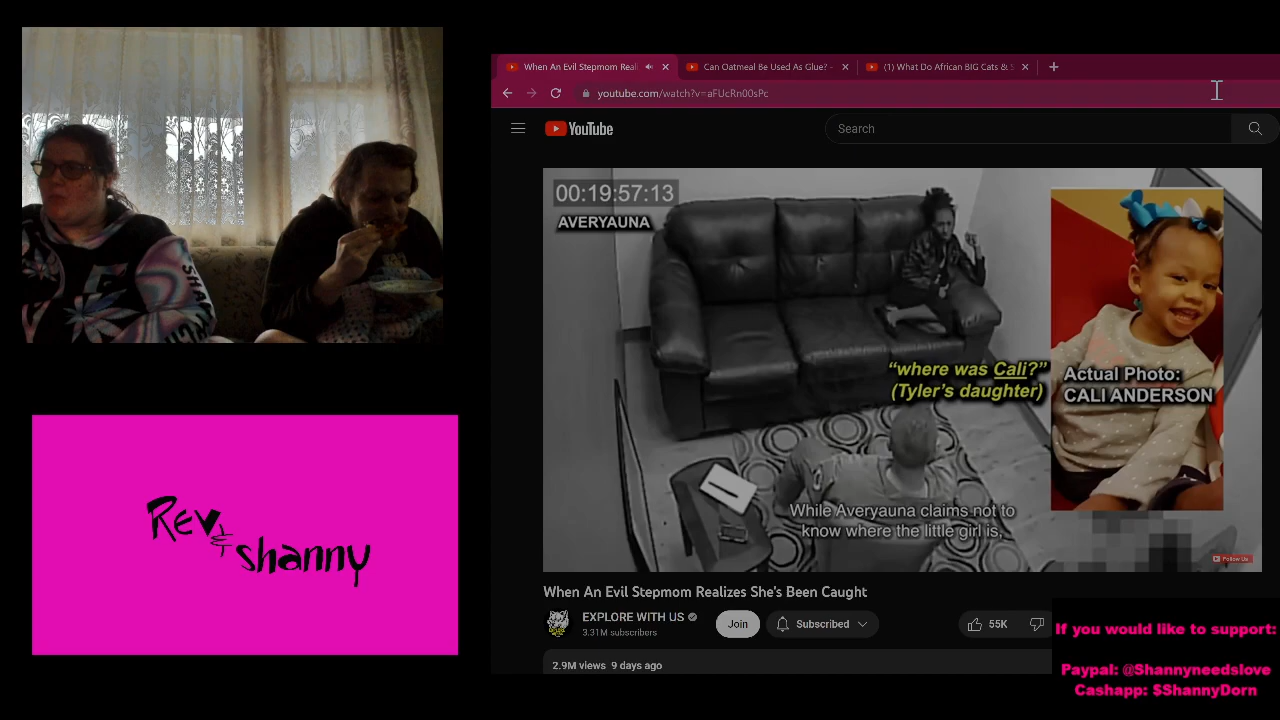 When An Evil Stepmom Reali
Can Oatmeal Be Used As Glue? -
(1) What Do African BIG Cats &
youtube.com/watch?v=aFUcRn00sPc
YouTube
Search
00:19:57:13
AVERYAUNA
"where was Cali?"
(Tyler's daughter)
Actual Photo:
CALI ANDERSON
While Averyauna claims not to
know where the little girl is,
Follow Us
When An Evil Stepmom Realizes She's Been Caught
EXPLORE WITH US
3.31M subscribers
Join
Subscribed
55K
2.9M views 9 days ago
Rev
&
shanny
If you would like to support:
Paypal: @Shannyneedslove
Cashapp: $ShannyDorn